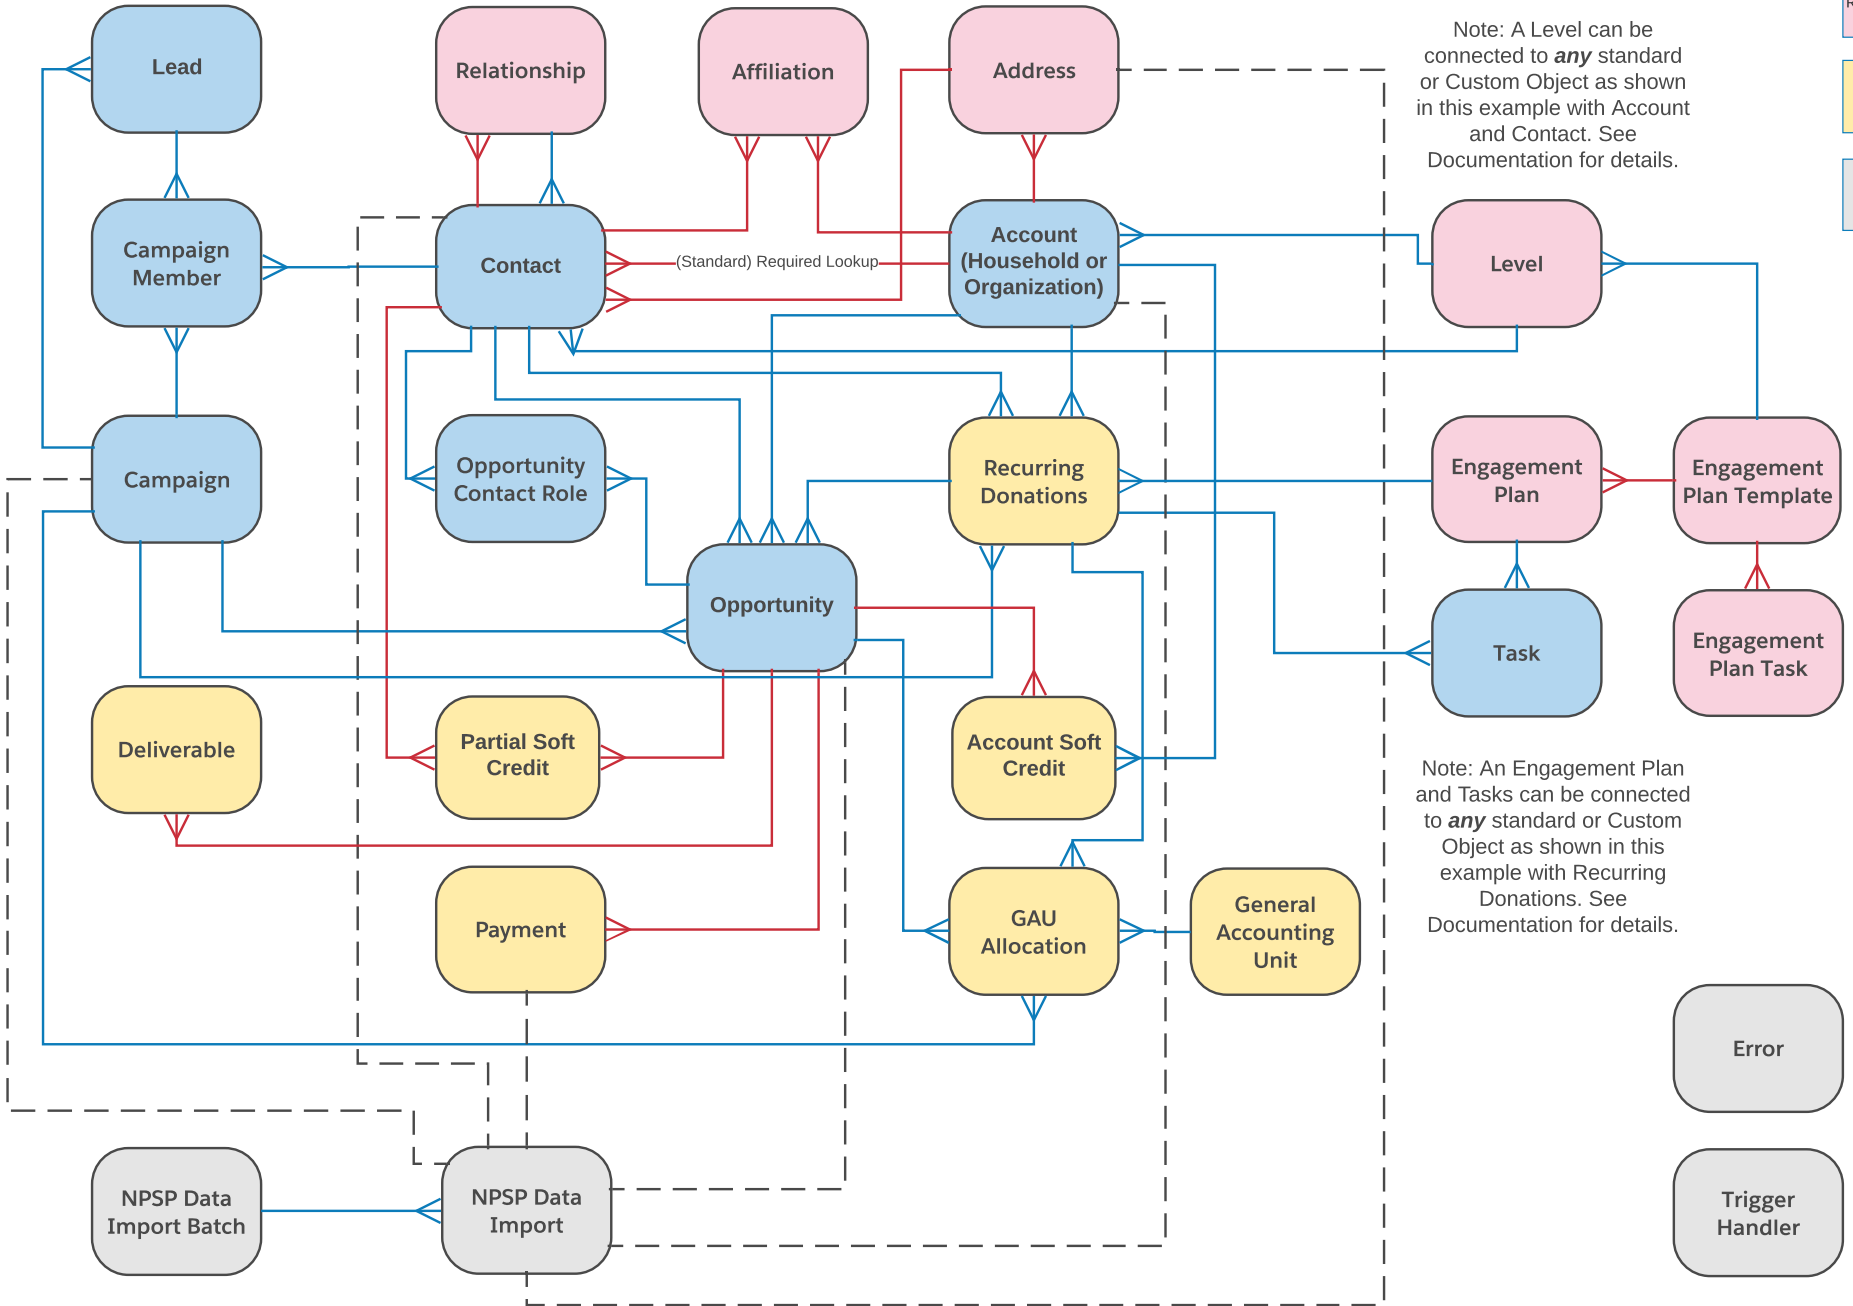 Lead
Relationship
Affiliation
Address
Note: A Level can be
connected to any standard
or Custom Object as shown
in this example with Account
and Contact. See
Documentation for details.
R
Campaign
Member
Contact
(Standard) Required Lookup
Account
(Household or
Organization)
Level
Campaign
Opportunity
Contact Role
Recurring
Donations
Engagement
Plan
Engagement
Plan Template
Opportunity
Task
Engagement
Plan Task
Deliverable
Partial Soft
Credit
Account Soft
Credit
Note: An Engagement Plan
and Tasks can be connected
to any standard or Custom
Object as shown in this
example with Recurring
Donations. See
Documentation for details.
Payment
GAU
Allocation
General
Accounting
Unit
Error
NPSP Data
Import Batch
NPSP Data
Import
Trigger
Handler